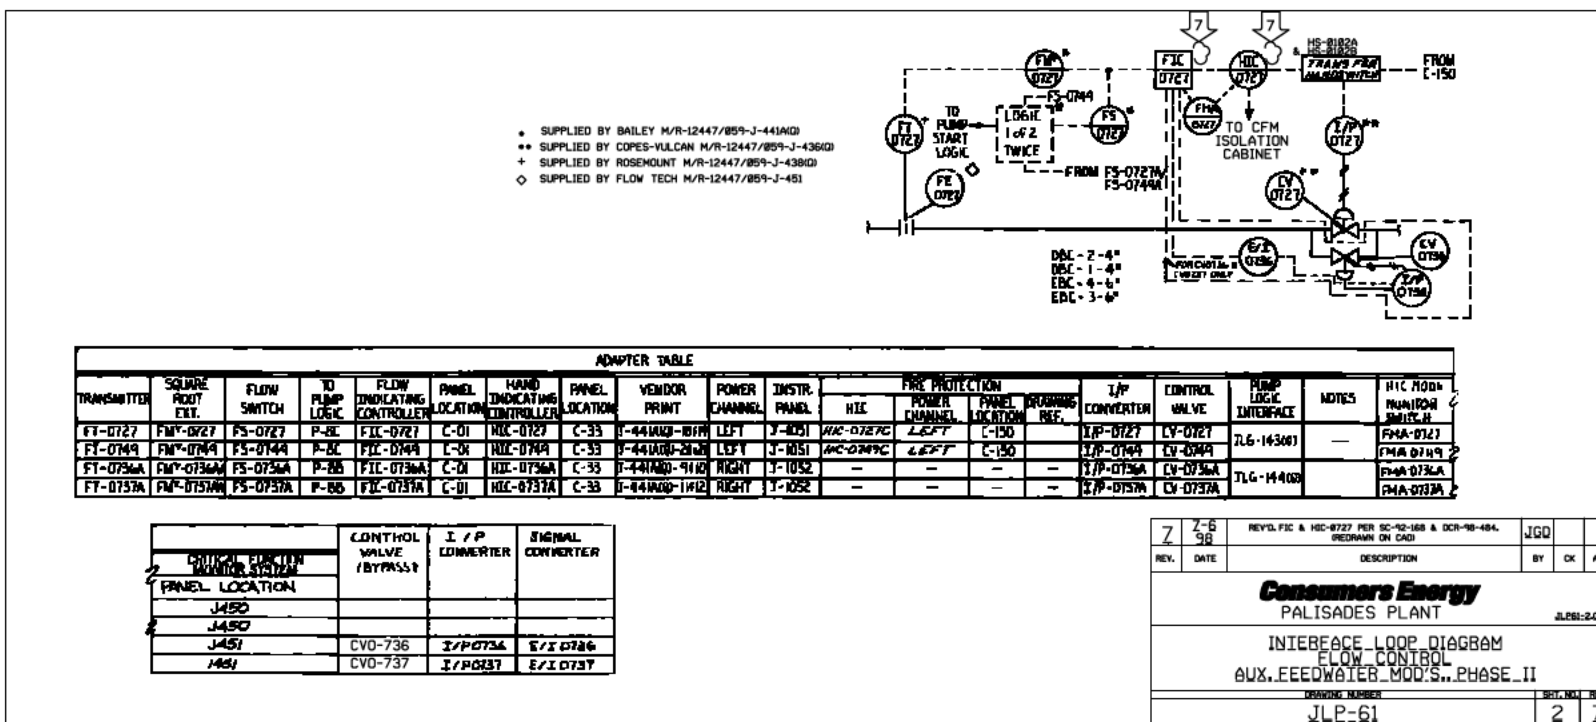 7
7
HS-0102A
& HS-0102B
FIC
0727
HIC
0727
TRANSFER
HANDSWITCH
FROM
C-150
0727
FS-0744
TO
PUMP
START
LOGIC
LOGIC
1 of 2
TWICE
FS
0727
FT
0727
+
FMA
0727
I/P
0727
**
TO CFM
ISOLATION
CABINET
• SUPPLIED BY BAILEY M/R-12447/059-J-441A(Q)
•• SUPPLIED BY COPES-VULCAN M/R-12447/059-J-436(Q)
+ SUPPLIED BY ROSEMOUNT M/R-12447/059-J-438(Q)
◇ SUPPLIED BY FLOW TECH M/R-12447/059-J-451
FROM FS-0727A
FS-0744A
FE
0727
CV
0727
**
E/I
0736
CV
0736
I/P
0736
DBC-2-4"
DBC-1-4"
EBC-4-6"
EBC-3-6"
ADAPTER TABLE
TRANSMITTER SQUARE ROOT EXT. FLOW SWITCH TO PUMP LOGIC FLOW INDICATING CONTROLLER PANEL LOCATION HAND INDICATING CONTROLLER PANEL LOCATION VENDOR PRINT POWER CHANNEL INSTR. PANEL FIRE PROTECTION HIC POWER CHANNEL PANEL LOCATION DRAWING REF. I/P CONVERTER CONTROL VALVE PUMP LOGIC INTERFACE NOTES HIC MODE MONITOR SWITCH
FT-0727 FS-0727 P-8C FIC-0727 C-01 HIC-0727 C-33 LEFT J-1051 HIC-0727C LEFT C-150 I/P-0727 CV-0727 — FMA-0727
FT-0749 FS-0749 P-8C FIC-0749 C-01 HIC-0749 C-33 LEFT J-1051 HIC-0749C LEFT C-150 I/P-0749 CV-0749 FMA-0749
FT-0736A FS-0736A P-8B FIC-0736A C-01 HIC-0736A C-33 RIGHT J-1052 — — — — I/P-0736A CV-0736A — FMA-0736A
FT-0737A FS-0737A P-8B FIC-0737A C-01 HIC-0737A C-33 RIGHT J-1052 — — — — I/P-0737A CV-0737A FMA-0737A
CRITICAL FUNCTION MONITOR SYSTEM CONTROL VALVE (BYPASS) I/P CONVERTER SIGNAL CONVERTER
PANEL LOCATION
J450
J450
J451 CVO-736 I/P0736 E/I 0736
J451 CVO-737 I/P0737 E/I 0737
7 REV'D. FIC & HIC-0727 PER SC-92-168 & DCR-98-484. (REDRAWN ON CAD) JGD
REV. DATE DESCRIPTION BY CK
Consumers Energy
PALISADES PLANT
INTERFACE LOOP DIAGRAM
FLOW CONTROL
AUX. FEEDWATER MOD'S. PHASE II
DRAWING NUMBER SHT. NO.
JLP-61 2